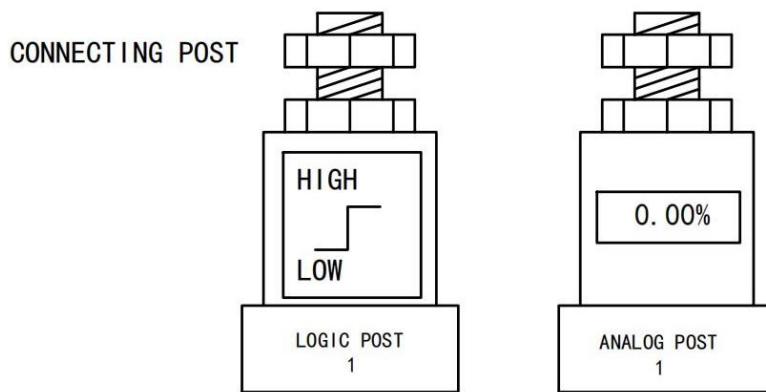 CONNECTING POST
HIGH
LOW
LOGIC POST
1
0.00%
ANALOG POST
1